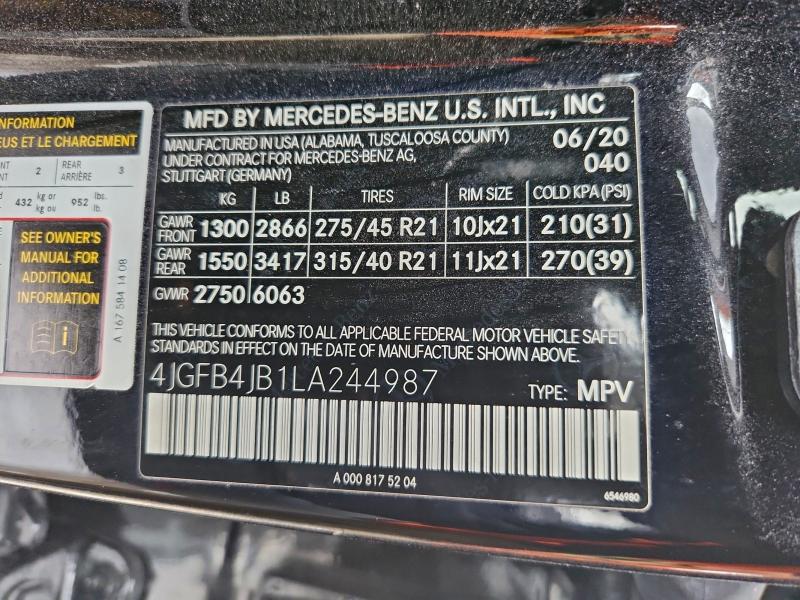 INFORMATION
EUS ET LE CHARGEMENT
2 REAR ARRIÈRE 3
432 kg or kg ou 952 lbs. lb.
SEE OWNER'S
MANUAL FOR
ADDITIONAL
INFORMATION
A 167 584 14 08
MFD BY MERCEDES-BENZ U.S. INTL., INC
MANUFACTURED IN USA (ALABAMA, TUSCALOOSA COUNTY) 06/20
UNDER CONTRACT FOR MERCEDES-BENZ AG, 040
STUTTGART (GERMANY)
KG LB TIRES RIM SIZE COLD KPA(PSI)
GAWR FRONT 1300 2866 275/45 R21 10Jx21 210(31)
GAWR REAR 1550 3417 315/40 R21 11Jx21 270(39)
GVWR 2750 6063
THIS VEHICLE CONFORMS TO ALL APPLICABLE FEDERAL MOTOR VEHICLE SAFETY
STANDARDS IN EFFECT ON THE DATE OF MANUFACTURE SHOWN ABOVE.
4JGFB4JB1LA244987 TYPE: MPV
A 000 817 52 04
6546980